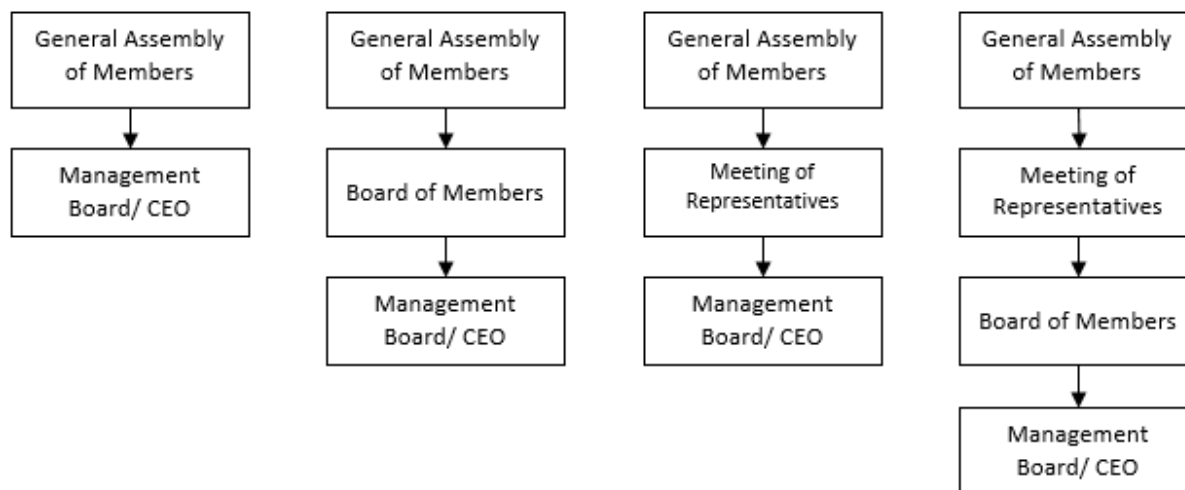 General Assembly
of Members
General Assembly
of Members
General Assembly
of Members
General Assembly
of Members
Management
Board/ CEO
Board of Members
Meeting of
Representatives
Meeting of
Representatives
Management
Board/ CEO
Management
Board/ CEO
Board of Members
Management
Board/ CEO